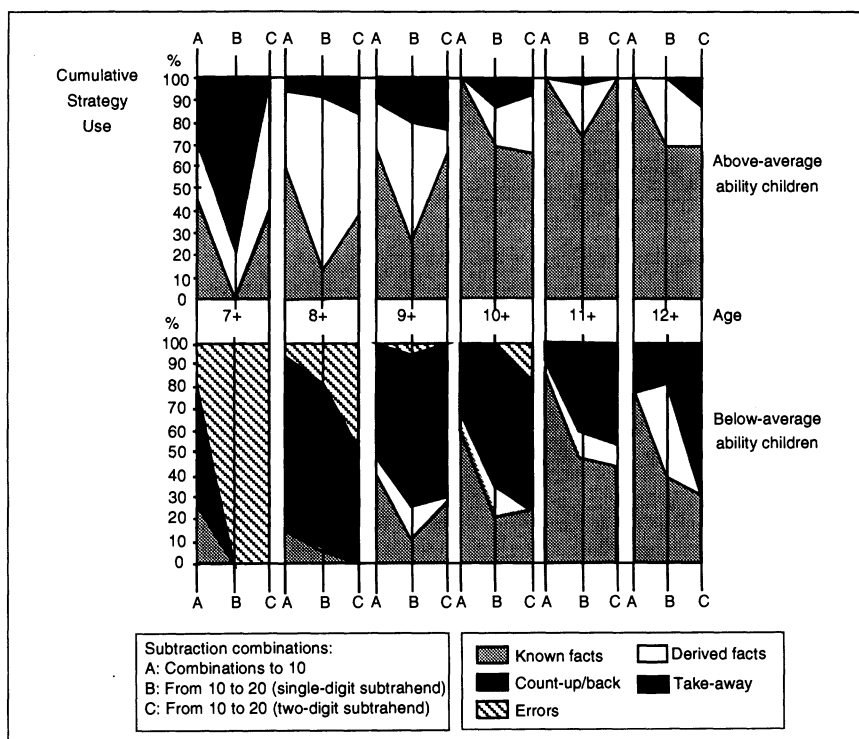 A B C A B C A B C A B C A B C A B C
%
Cumulative
Strategy
Use
100
90
80
70
60
50
40
30
20
10
0
Above-average
ability children
7+ 8+ 9+ 10+ 11+ 12+ Age
%
100
90
80
70
60
50
40
30
20
10
0
Below-average
ability children
A B C A B C A B C A B C A B C A B C
Subtraction combinations:
A: Combinations to 10
B: From 10 to 20 (single-digit subtrahend)
C: From 10 to 20 (two-digit subtrahend)
Known facts
Derived facts
Count-up/back
Take-away
Errors